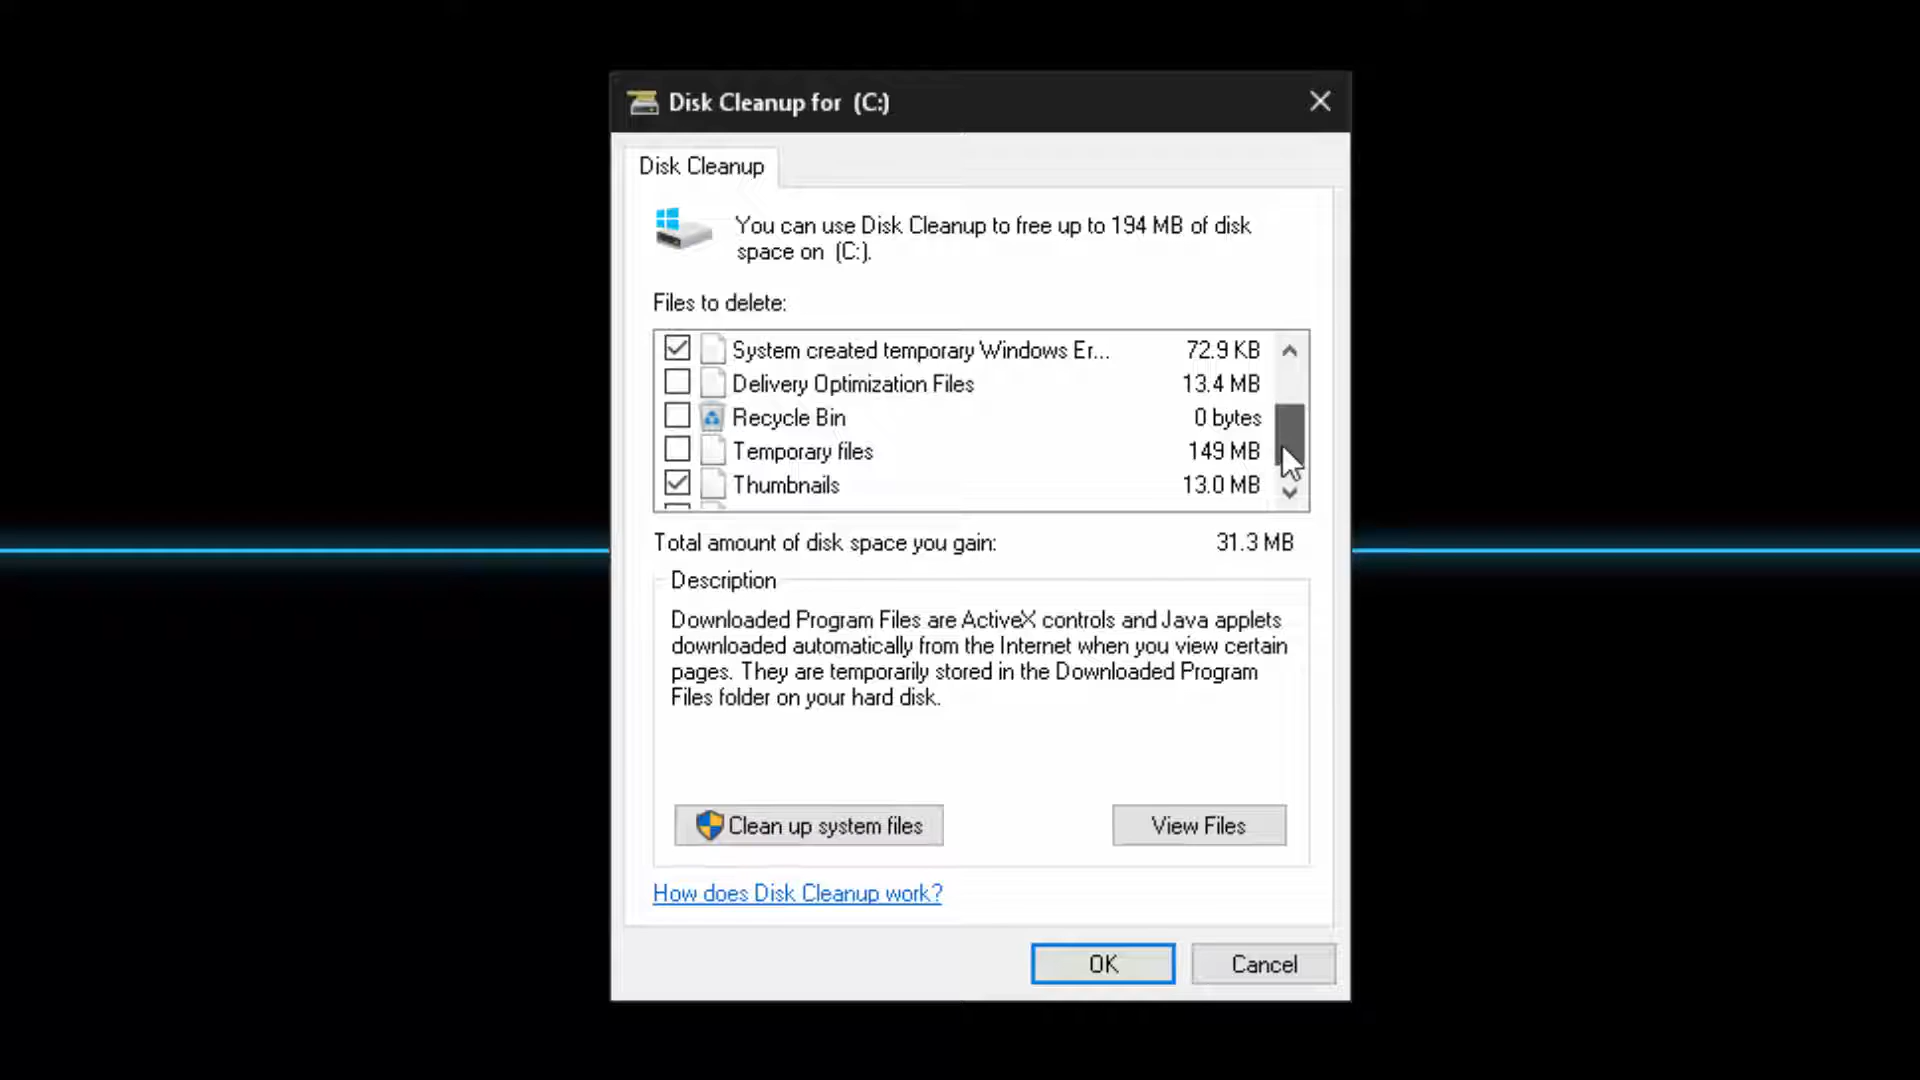 Disk Cleanup for (C:)
Disk Cleanup
You can use Disk Cleanup to free up to 194 MB of disk
space on (C:).
Files to delete:
System created temporary Windows Er... 72.9 KB
Delivery Optimization Files 13.4 MB
Recycle Bin 0 bytes
Temporary files 149 MB
Thumbnails 13.0 MB
Total amount of disk space you gain: 31.3 MB
Description
Downloaded Program Files are ActiveX controls and Java applets
downloaded automatically from the Internet when you view certain
pages. They are temporarily stored in the Downloaded Program
Files folder on your hard disk.
Clean up system files View Files
How does Disk Cleanup work?
OK Cancel